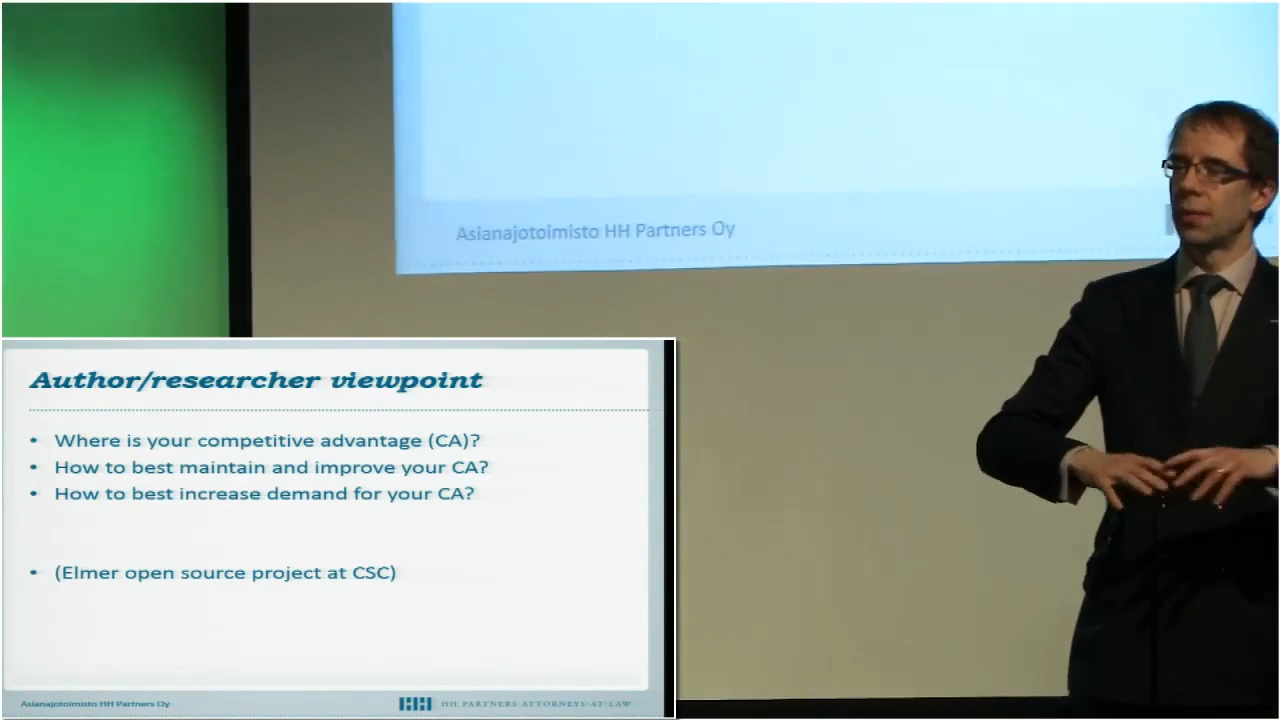 Asianajotoimisto HH Partners Oy
Author/researcher viewpoint
• Where is your competitive advantage (CA)?
• How to best maintain and improve your CA?
• How to best increase demand for your CA?
• (Elmer open source project at CSC)
Asianajotoimisto HH Partners Oy
HH PARTNERS ATTORNEYS-AT-LAW